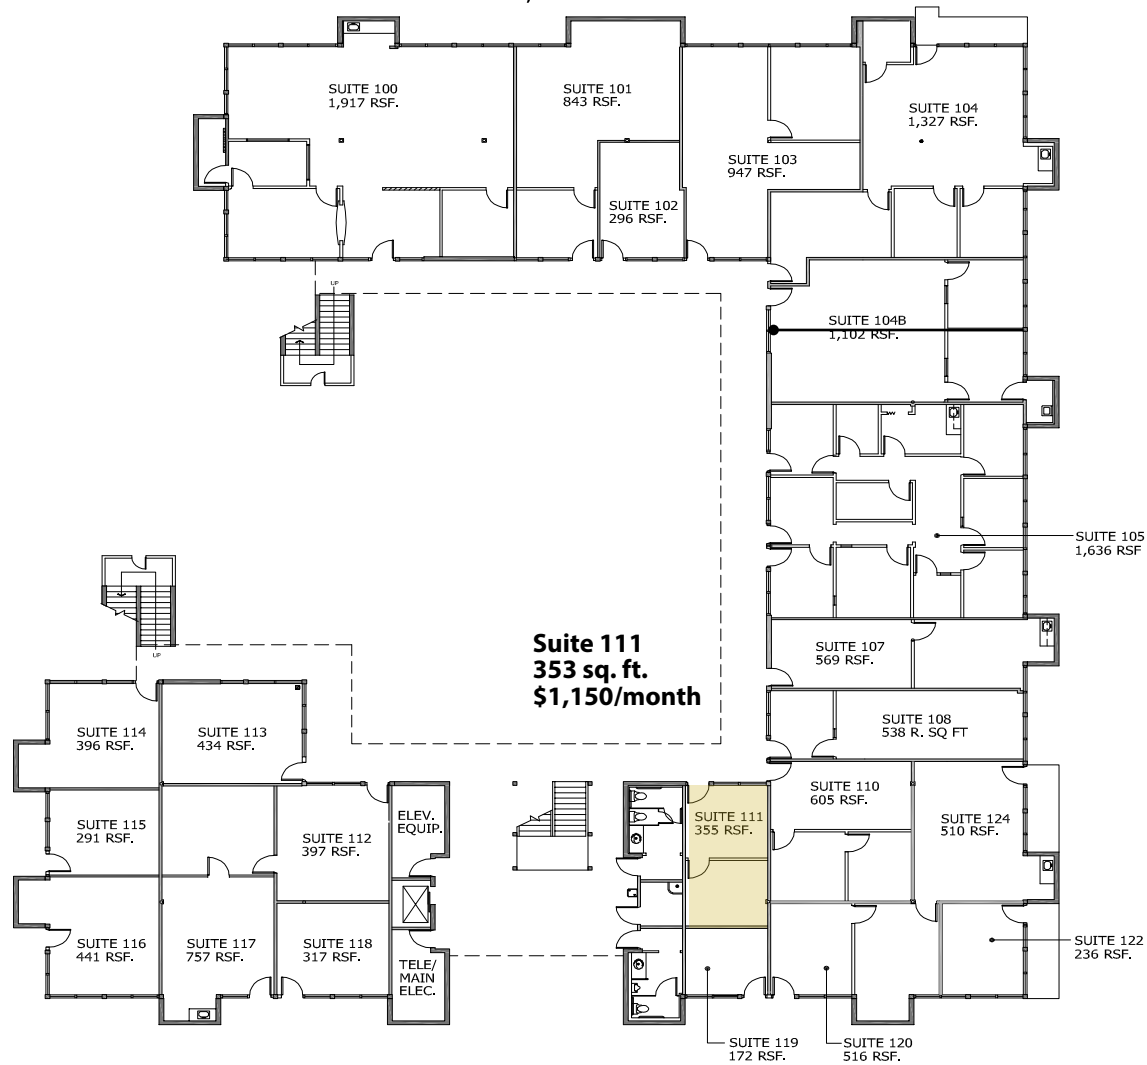 SUITE 100
1,917 RSF.
SUITE 101
843 RSF.
SUITE 104
1,327 RSF.
SUITE 103
947 RSF.
SUITE 102
296 RSF.
UP
SUITE 104B
1,102 RSF.
SUITE 105
1,636 RSF
Suite 111
353 sq. ft.
$1,150/month
SUITE 107
569 RSF.
UP
SUITE 108
538 R. SQ FT
SUITE 114
396 RSF.
SUITE 113
434 RSF.
SUITE 110
605 RSF.
SUITE 115
291 RSF.
SUITE 112
397 RSF.
ELEV.
EQUIP.
SUITE 111
355 RSF.
SUITE 124
510 RSF.
SUITE 116
441 RSF.
SUITE 117
757 RSF.
SUITE 118
317 RSF.
TELE/
MAIN
ELEC.
SUITE 122
236 RSF.
SUITE 119
172 RSF.
SUITE 120
516 RSF.